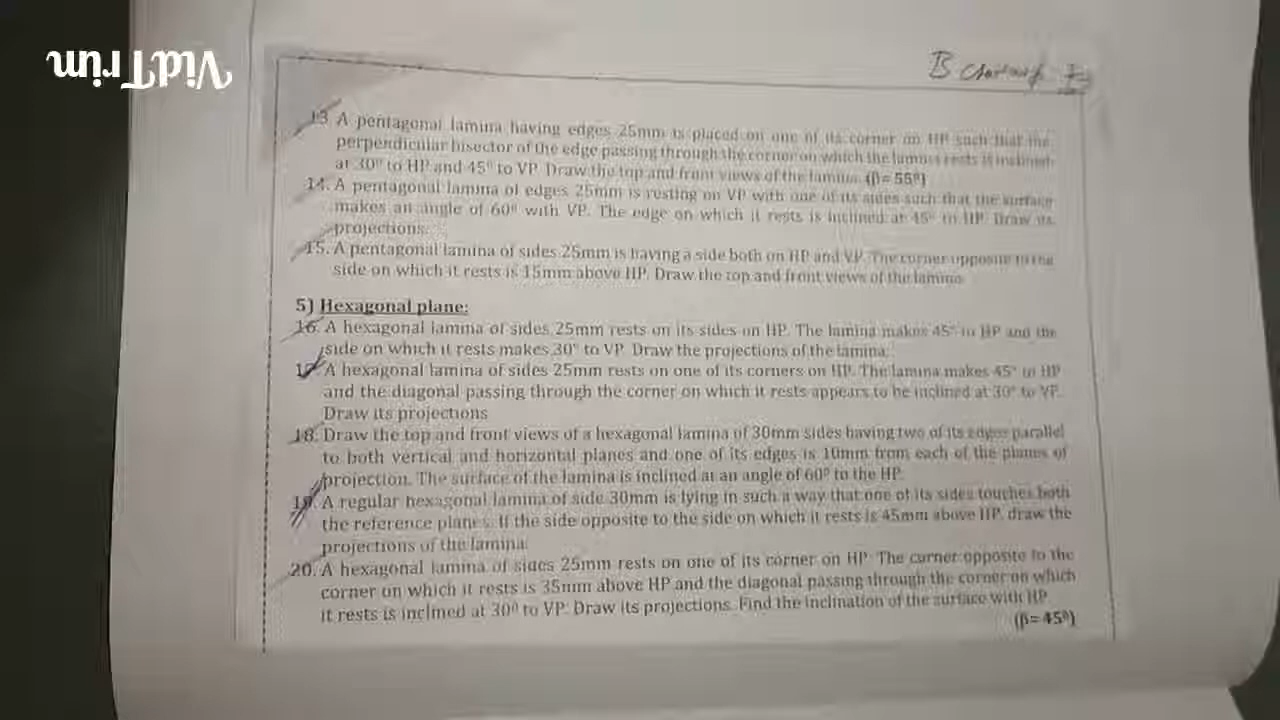 VidTrim
B
13 A pentagonal lamina having edges 25mm is placed on one of its corner on HP such that the
perpendicular bisector of the edge passing through the corner on which the lamina rests is inclined
at 30⁰ to HP and 45⁰ to VP. Draw the top and front views of the lamina. (β= 55⁰)
14. A pentagonal lamina of edges 25mm is resting on VP with one of its sides such that the surface
makes an angle of 60⁰ with VP. The edge on which it rests is inclined at 45⁰ to HP. Draw its
projections.
15. A pentagonal lamina of sides 25mm is having a side both on HP and VP. The corner opposite to the
side on which it rests is 15mm above HP. Draw the top and front views of the lamina.
5) Hexagonal plane:
16. A hexagonal lamina of sides 25mm rests on its sides on HP. The lamina makes 45⁰ to HP and the
side on which it rests makes 30⁰ to VP. Draw the projections of the lamina.
17. A hexagonal lamina of sides 25mm rests on one of its corners on HP. The lamina makes 45⁰ to HP
and the diagonal passing through the corner on which it rests appears to be inclined at 30⁰ to VP.
Draw its projections
18. Draw the top and front views of a hexagonal lamina of 30mm sides having two of its edges parallel
to both vertical and horizontal planes and one of its edges is 10mm from each of the planes of
projection. The surface of the lamina is inclined at an angle of 60⁰ to the HP.
19. A regular hexagonal lamina of side 30mm is lying in such a way that one of its sides touches both
the reference planes. If the side opposite to the side on which it rests is 45mm above HP, draw the
projections of the lamina.
20. A hexagonal lamina of sides 25mm rests on one of its corner on HP. The corner opposite to the
corner on which it rests is 35mm above HP and the diagonal passing through the corner on which
it rests is inclined at 30⁰ to VP. Draw its projections. Find the inclination of the surface with HP.
(β= 45⁰)